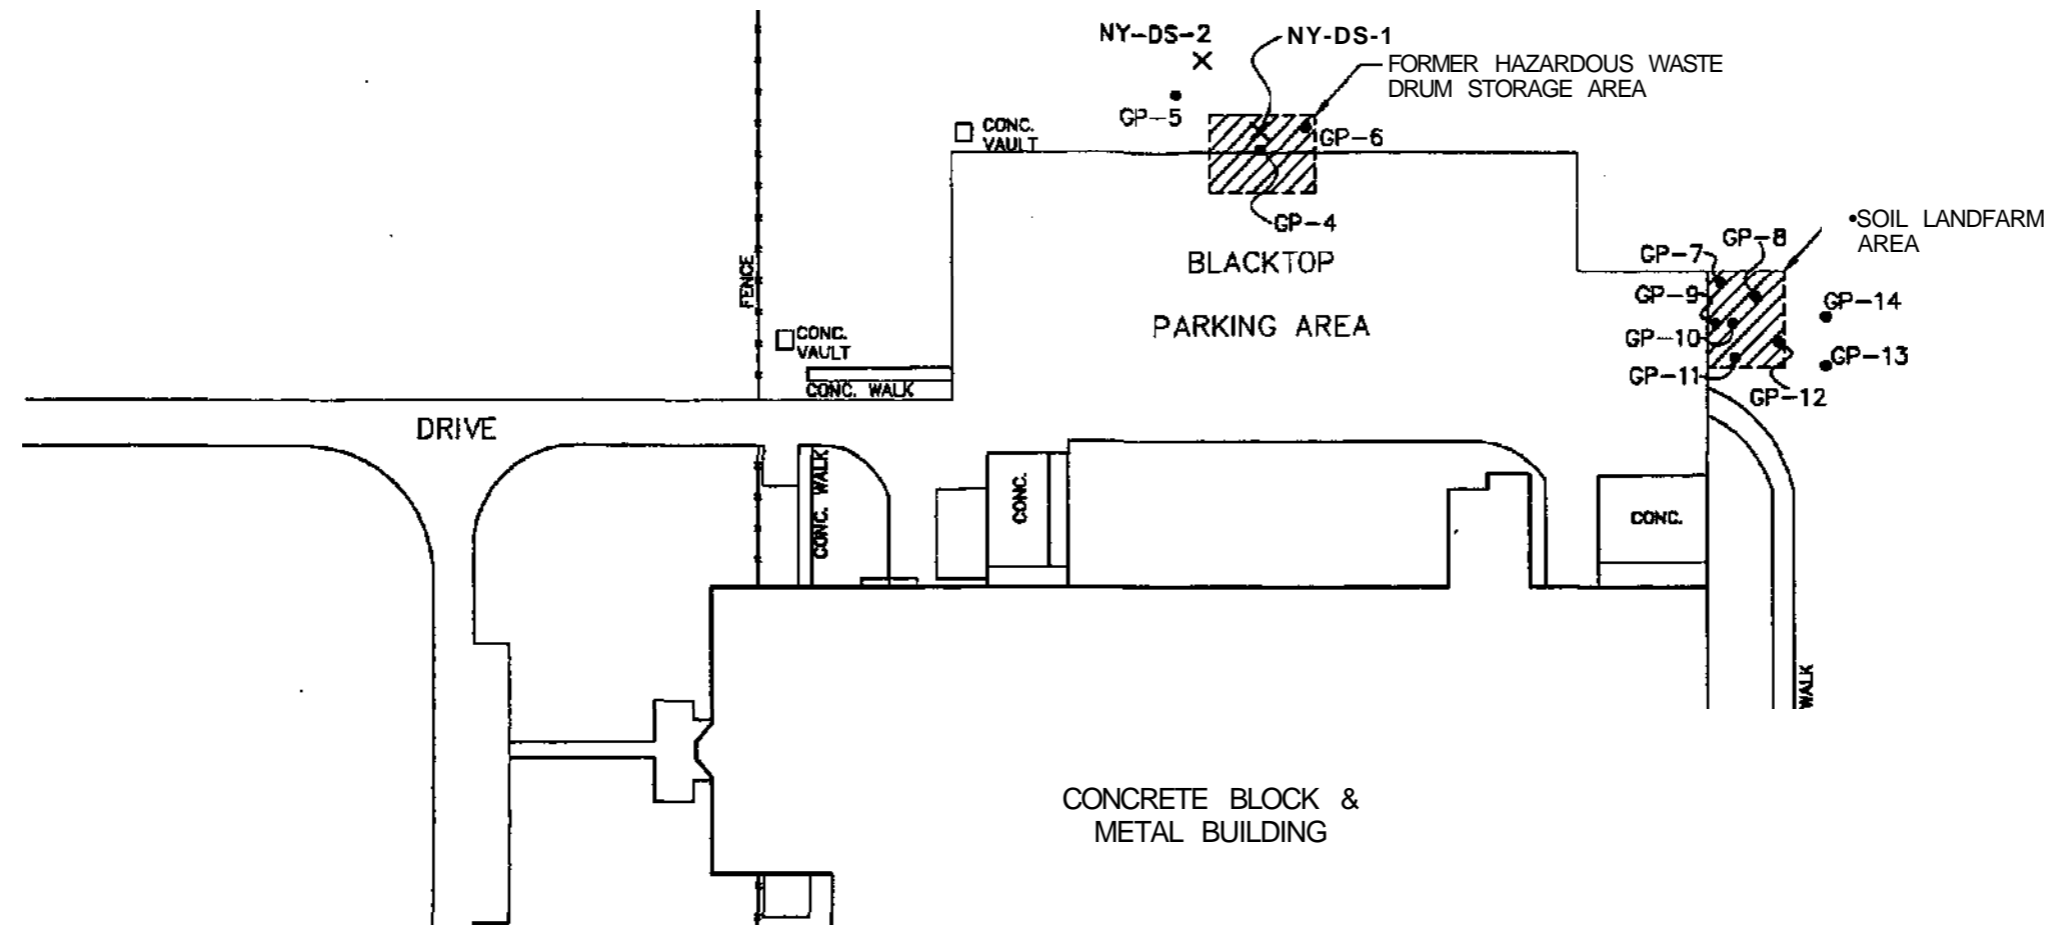 NY-DS-2
NY-DS-1
FORMER HAZARDOUS WASTE
DRUM STORAGE AREA
GP-5
CONC.
VAULT
GP-6
GP-4
•SOIL LANDFARM
AREA
GP-8
GP-7
BLACKTOP
FENCE
GP-9
GP-14
PARKING AREA
CONC.
VAULT
GP-10
GP-13
GP-11
CONC. WALK
GP-12
DRIVE
CONC. WALK
CONC.
CONC.
WALK
CONCRETE BLOCK &
METAL BUILDING